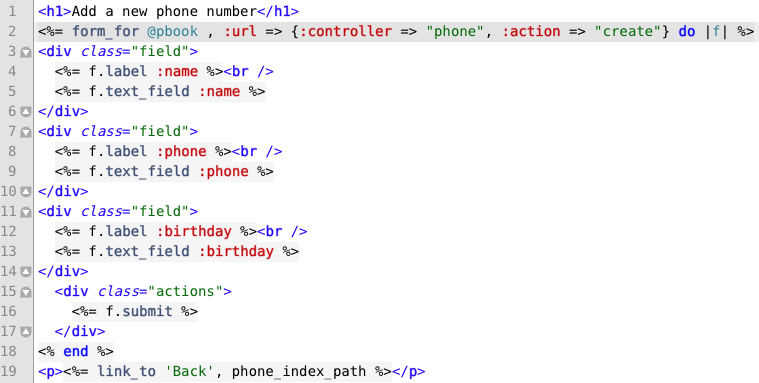 1 <h1>Add a new phone number</h1>
2 <%= form_for @pbook , :url => {:controller => "phone", :action => "create"} do |f| %>
3 <div class="field">
4   <%= f.label :name %><br />
5   <%= f.text_field :name %>
6 </div>
7 <div class="field">
8   <%= f.label :phone %><br />
9   <%= f.text_field :phone %>
10 </div>
11 <div class="field">
12   <%= f.label :birthday %><br />
13   <%= f.text_field :birthday %>
14 </div>
15   <div class="actions">
16     <%= f.submit %>
17   </div>
18 <% end %>
19 <p><%= link_to 'Back', phone_index_path %></p>